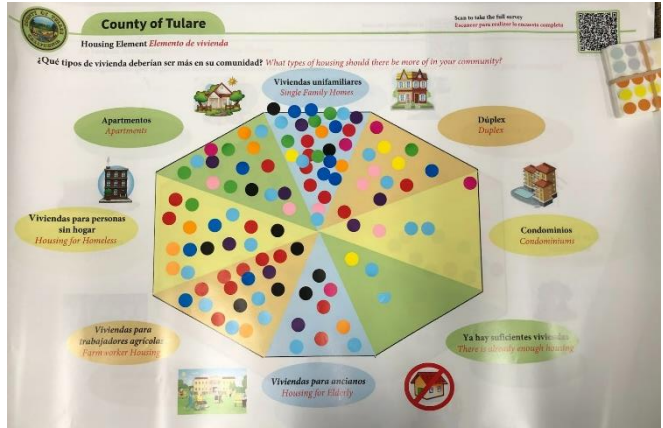 County of Tulare
Housing Element Elemento de vivienda
Scan to take the full survey
Escanear para realizar la encuesta completa
¿Qué tipos de vivienda deberían ser más en su comunidad? What types of housing should there be more of in your community?
Viviendas unifamiliares
Single Family Homes
Apartmentos
Apartments
Dúplex
Duplex
Viviendas para personas
sin hogar
Housing for Homeless
Condominios
Condominiums
Viviendas para
trabajadores agrícolas
Farm worker Housing
Ya hay suficientes viviendas
There is already enough housing
Viviendas para ancianos
Housing for Elderly